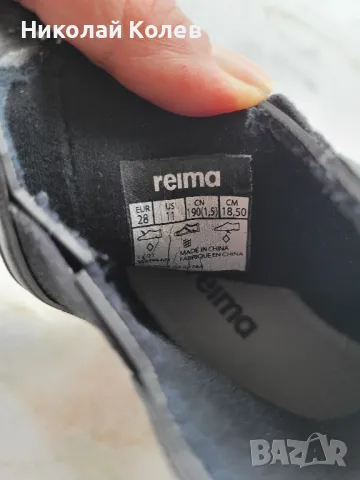 Николай Колев
reima
EUR US CN CM
28 11 190(1,5) 18,50
MADE IN CHINA
FABRIQUE EN CHINA
reima
BAZAR